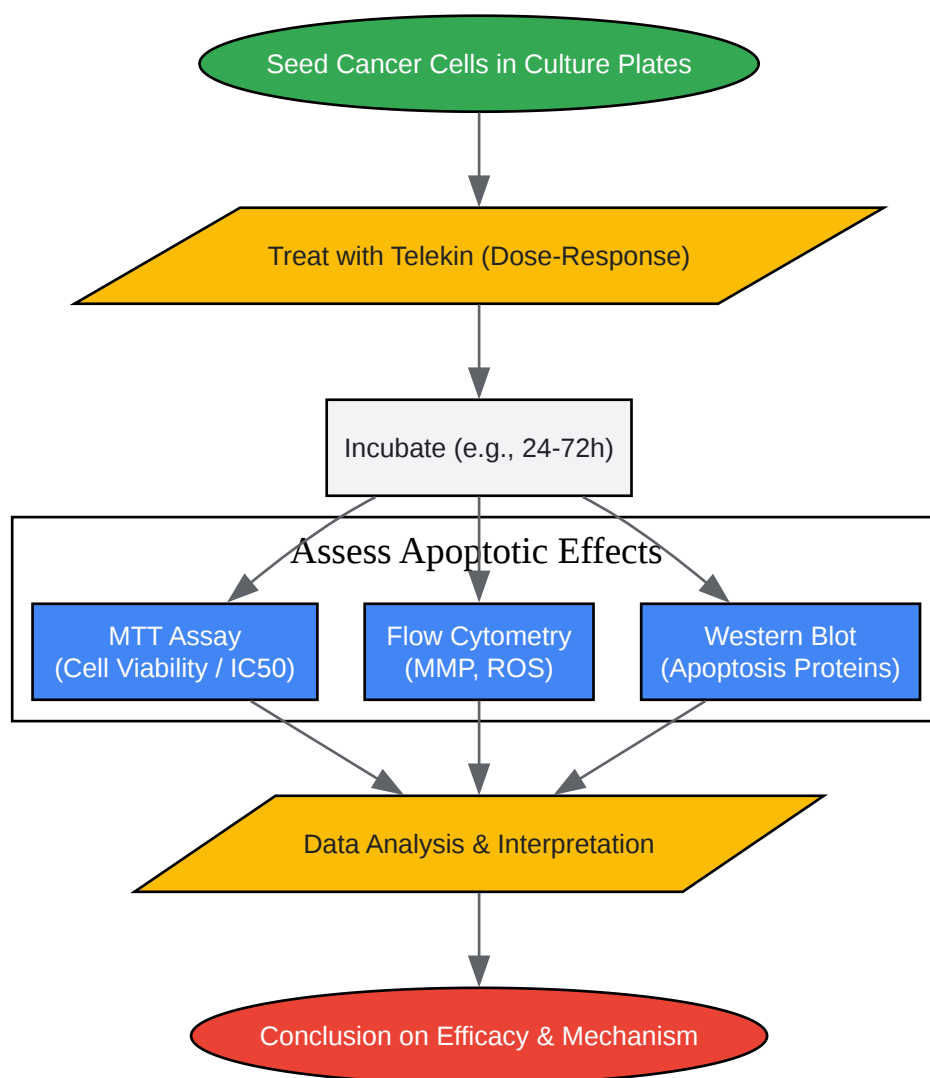 Seed Cancer Cells in Culture Plates
Treat with Telekin (Dose-Response)
Incubate (e.g., 24-72h)
Assess Apoptotic Effects
MTT Assay
(Cell Viability / IC50)
Flow Cytometry
(MMP, ROS)
Western Blot
(Apoptosis Proteins)
Data Analysis & Interpretation
Conclusion on Efficacy & Mechanism